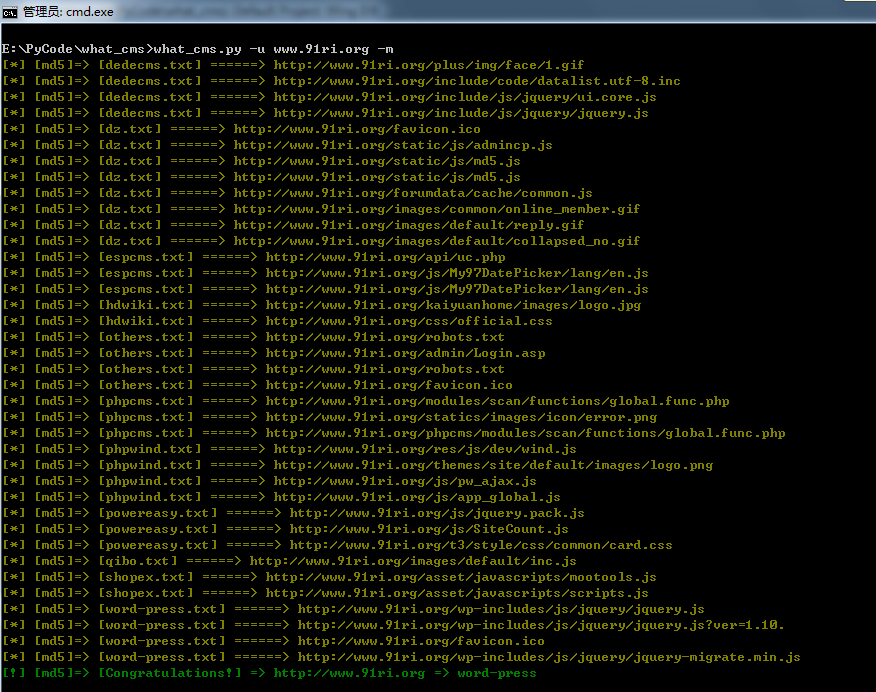 管理员: cmd.exe
E:\PyCode\what_cms>what_cms.py -u www.91ri.org -m
[*] [md5]=> [dedecms.txt] ======> http://www.91ri.org/plus/img/face/1.gif
[*] [md5]=> [dedecms.txt] ======> http://www.91ri.org/include/code/datalist.utf-8.inc
[*] [md5]=> [dedecms.txt] ======> http://www.91ri.org/include/js/jquery/ui.core.js
[*] [md5]=> [dedecms.txt] ======> http://www.91ri.org/include/js/jquery/jquery.js
[*] [md5]=> [dz.txt] ======> http://www.91ri.org/favicon.ico
[*] [md5]=> [dz.txt] ======> http://www.91ri.org/static/js/admincp.js
[*] [md5]=> [dz.txt] ======> http://www.91ri.org/static/js/md5.js
[*] [md5]=> [dz.txt] ======> http://www.91ri.org/static/js/md5.js
[*] [md5]=> [dz.txt] ======> http://www.91ri.org/forumdata/cache/common.js
[*] [md5]=> [dz.txt] ======> http://www.91ri.org/images/common/online_member.gif
[*] [md5]=> [dz.txt] ======> http://www.91ri.org/images/default/reply.gif
[*] [md5]=> [dz.txt] ======> http://www.91ri.org/images/default/collapsed_no.gif
[*] [md5]=> [espcms.txt] ======> http://www.91ri.org/api/uc.php
[*] [md5]=> [espcms.txt] ======> http://www.91ri.org/js/My97DatePicker/lang/en.js
[*] [md5]=> [espcms.txt] ======> http://www.91ri.org/js/My97DatePicker/lang/en.js
[*] [md5]=> [hdwiki.txt] ======> http://www.91ri.org/kaiyuanhome/images/logo.jpg
[*] [md5]=> [hdwiki.txt] ======> http://www.91ri.org/css/official.css
[*] [md5]=> [others.txt] ======> http://www.91ri.org/robots.txt
[*] [md5]=> [others.txt] ======> http://www.91ri.org/admin/Login.asp
[*] [md5]=> [others.txt] ======> http://www.91ri.org/robots.txt
[*] [md5]=> [others.txt] ======> http://www.91ri.org/favicon.ico
[*] [md5]=> [phpcms.txt] ======> http://www.91ri.org/modules/scan/functions/global.func.php
[*] [md5]=> [phpcms.txt] ======> http://www.91ri.org/statics/images/icon/error.png
[*] [md5]=> [phpcms.txt] ======> http://www.91ri.org/phpcms/modules/scan/functions/global.func.php
[*] [md5]=> [phpwind.txt] ======> http://www.91ri.org/res/js/dev/wind.js
[*] [md5]=> [phpwind.txt] ======> http://www.91ri.org/themes/site/default/images/logo.png
[*] [md5]=> [phpwind.txt] ======> http://www.91ri.org/js/pw_ajax.js
[*] [md5]=> [phpwind.txt] ======> http://www.91ri.org/js/app_global.js
[*] [md5]=> [powereasy.txt] ======> http://www.91ri.org/js/jquery.pack.js
[*] [md5]=> [powereasy.txt] ======> http://www.91ri.org/js/SiteCount.js
[*] [md5]=> [powereasy.txt] ======> http://www.91ri.org/t3/style/css/common/card.css
[*] [md5]=> [qibo.txt] ======> http://www.91ri.org/images/default/inc.js
[*] [md5]=> [shopex.txt] ======> http://www.91ri.org/asset/javascripts/mootools.js
[*] [md5]=> [shopex.txt] ======> http://www.91ri.org/asset/javascripts/scripts.js
[*] [md5]=> [word-press.txt] ======> http://www.91ri.org/wp-includes/js/jquery/jquery.js
[*] [md5]=> [word-press.txt] ======> http://www.91ri.org/wp-includes/js/jquery/jquery.js?ver=1.10.
[*] [md5]=> [word-press.txt] ======> http://www.91ri.org/favicon.ico
[*] [md5]=> [word-press.txt] ======> http://www.91ri.org/wp-includes/js/jquery/jquery-migrate.min.js
[!] [md5]=> [Congratulations!] => http://www.91ri.org => word-press